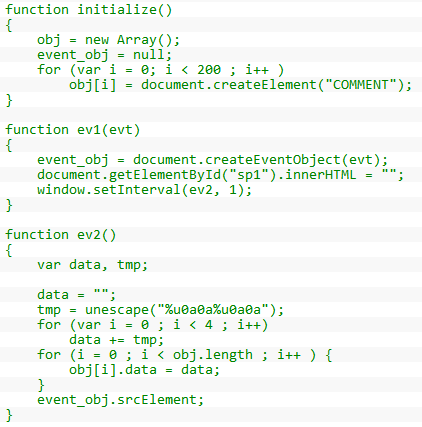 function initialize()
{
    obj = new Array();
    event_obj = null;
    for (var i = 0; i < 200 ; i++ )
        obj[i] = document.createElement("COMMENT");
}

function ev1(evt)
{
    event_obj = document.createEventObject(evt);
    document.getElementById("sp1").innerHTML = "";
    window.setInterval(ev2, 1);
}

function ev2()
{
    var data, tmp;

    data = "";
    tmp = unescape("%u0a0a%u0a0a");
    for (var i = 0 ; i < 4 ; i++)
        data += tmp;
    for (i = 0 ; i < obj.length ; i++ ) {
        obj[i].data = data;
    }
    event_obj.srcElement;
}